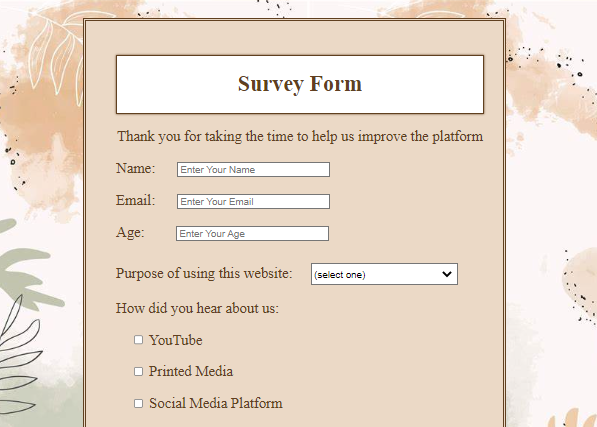 Survey Form
Thank you for taking the time to help us improve the platform
Name: Enter Your Name
Email: Enter Your Email
Age: Enter Your Age
Purpose of using this website: (select one)
How did you hear about us:
YouTube
Printed Media
Social Media Platform